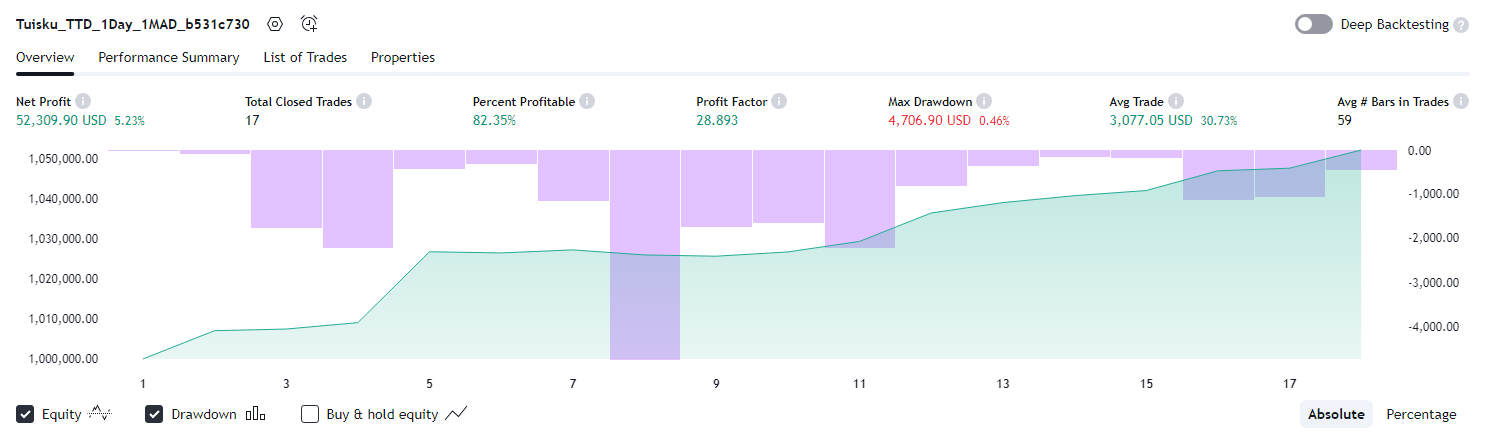 Tuisku_TTD_1Day_1MAD_b531c730 Deep Backtesting ?
Overview Performance Summary List of Trades Properties
Net Profit i Total Closed Trades i Percent Profitable i Profit Factor i Max Drawdown i Avg Trade i Avg # Bars in Trades i
52,309.90 USD 5.23% 17 82.35% 28.893 4,706.90 USD 0.46% 3,077.05 USD 30.73% 59
1,050,000.00 0.00
1,040,000.00 -1,000.00
1,030,000.00 -2,000.00
1,020,000.00 -3,000.00
1,010,000.00 -4,000.00
1,000,000.00
1 3 5 7 9 11 13 15 17
Equity Drawdown Buy & hold equity Absolute Percentage